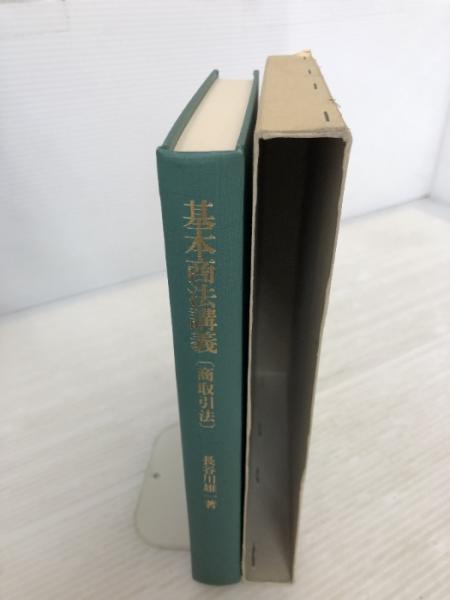 基本商法講義
〔商取引法〕
長谷川雄一著